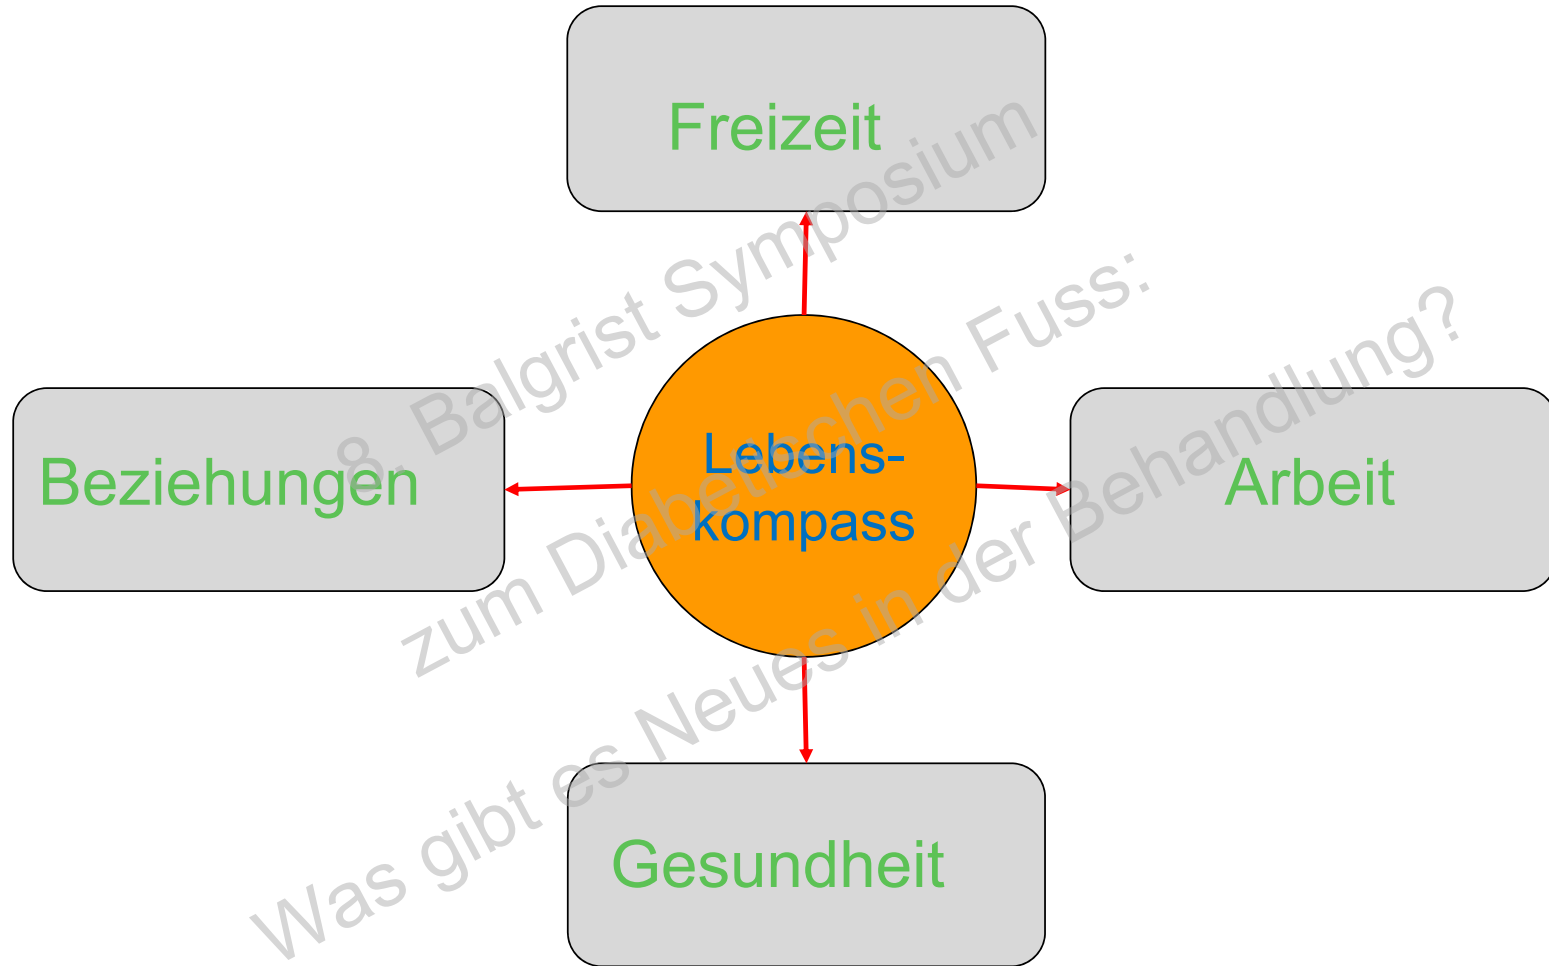 Freizeit
Beziehungen
Lebens-
kompass
Arbeit
Gesundheit
8. Balgrist Symposium
zum Diabetischen Fuss:
Was gibt es Neues in der Behandlung?